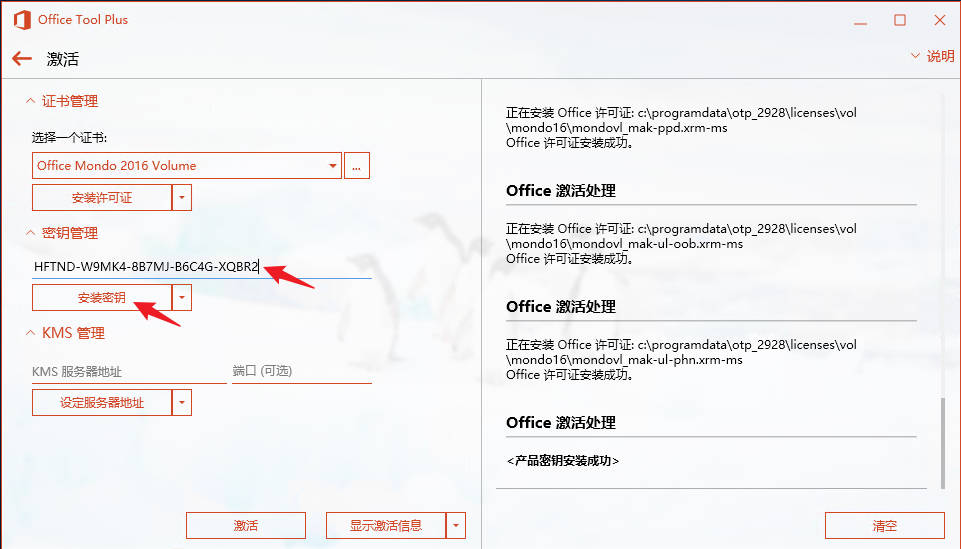 Office Tool Plus
激活
说明
证书管理
选择一个证书:
Office Mondo 2016 Volume
...
安装许可证
密钥管理
HFTND-W9MK4-8B7MJ-B6C4G-XQBR2
安装密钥
KMS 管理
KMS 服务器地址
端口 (可选)
设定服务器地址
激活
显示激活信息
正在安装 Office 许可证: c:\programdata\otp_2928\licenses\vol
\mondo16\mondovl_mak-ppd.xrm-ms
Office 许可证安装成功。
Office 激活处理
正在安装 Office 许可证: c:\programdata\otp_2928\licenses\vol
\mondo16\mondovl_mak-ul-oob.xrm-ms
Office 许可证安装成功。
Office 激活处理
正在安装 Office 许可证: c:\programdata\otp_2928\licenses\vol
\mondo16\mondovl_mak-ul-phn.xrm-ms
Office 许可证安装成功。
Office 激活处理
<产品密钥安装成功>
清空